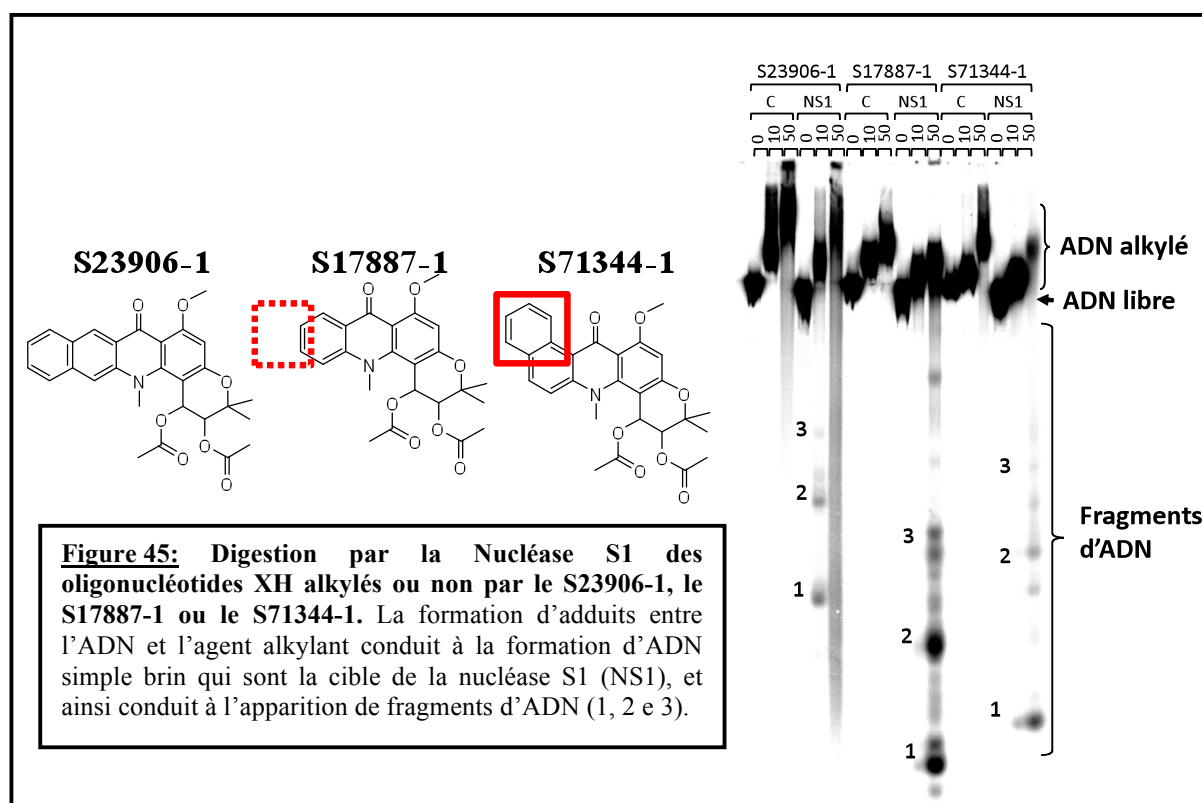 S23906-1 S17887-1 S71344-1
C NS1 C NS1 C NS1
0 10 50 0 10 50 0 10 50 0 10 50 0 10 50 0 10 50
ADN alkylé
ADN libre
S23906-1 S17887-1 S71344-1
O O N O O O O O
O O N O O O O O
O O N O O O O O
3
2
1
3
2
1
3
2
1
Fragments
d'ADN
Figure 45: Digestion par la Nucléase S1 des
oligonucléotides XH alkylés ou non par le S23906-1, le
S17887-1 ou le S71344-1. La formation d'adduits entre
l'ADN et l'agent alkylant conduit à la formation d'ADN
simple brin qui sont la cible de la nucléase S1 (NS1), et
ainsi conduit à l'apparition de fragments d'ADN (1, 2 e 3).